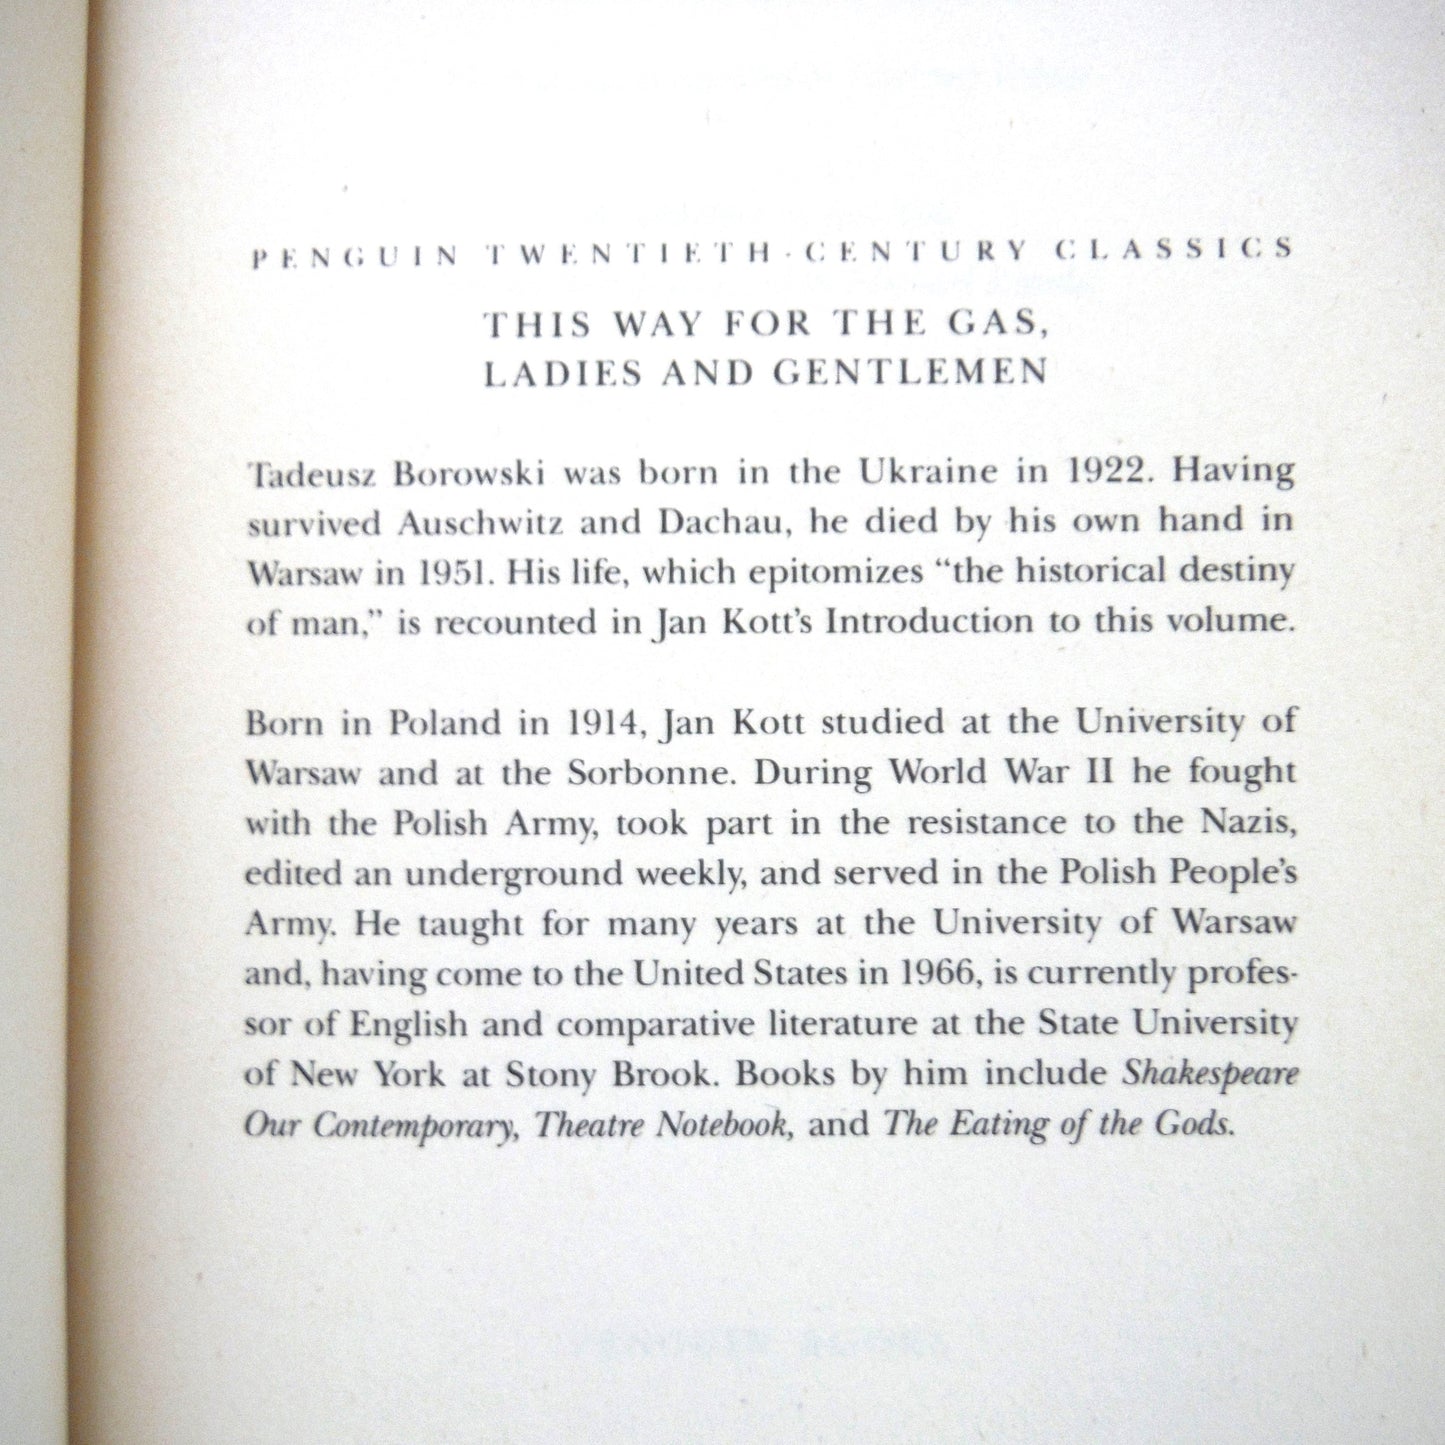 PENGUIN TWENTIETH-CENTURY CLASSICS
THIS WAY FOR THE GAS,
LADIES AND GENTLEMEN
Tadeusz Borowski was born in the Ukraine in 1922. Having
survived Auschwitz and Dachau, he died by his own hand in
Warsaw in 1951. His life, which epitomizes “the historical destiny
of man,” is recounted in Jan Kott’s Introduction to this volume.
Born in Poland in 1914, Jan Kott studied at the University of
Warsaw and at the Sorbonne. During World War II he fought
with the Polish Army, took part in the resistance to the Nazis,
edited an underground weekly, and served in the Polish People’s
Army. He taught for many years at the University of Warsaw
and, having come to the United States in 1966, is currently profes-
sor of English and comparative literature at the State University
of New York at Stony Brook. Books by him include Shakespeare
Our Contemporary, Theatre Notebook, and The Eating of the Gods.